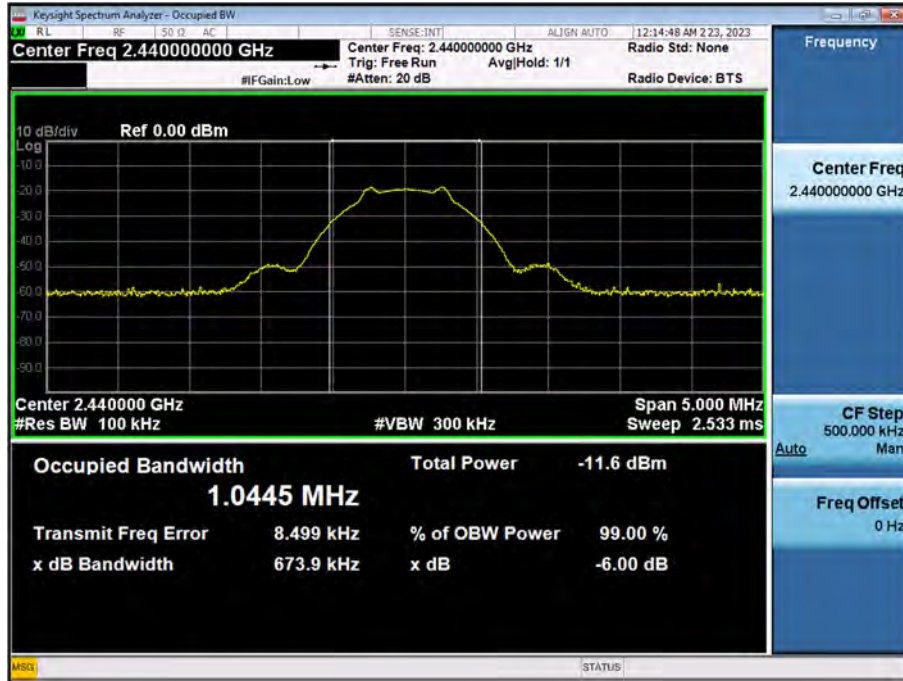 Keysight Spectrum Analyzer - Occupied BW
RL RF 50 Ω AC SENSE:INT ALIGN AUTO 12:14:48 AM 2 23, 2023
Center Freq 2.440000000 GHz
Center Freq: 2.440000000 GHz Radio Std: None
Trig: Free Run Avg|Hold: 1/1
#IFGain:Low #Atten: 20 dB Radio Device: BTS
10 dB/div Ref 0.00 dBm
Log
-10.0
-20.0
-30.0
-40.0
-50.0
-60.0
-70.0
-80.0
-90.0
Center 2.440000 GHz Span 5.000 MHz
#Res BW 100 kHz #VBW 300 kHz Sweep 2.533 ms
Occupied Bandwidth Total Power -11.6 dBm
1.0445 MHz
Transmit Freq Error 8.499 kHz % of OBW Power 99.00 %
x dB Bandwidth 673.9 kHz x dB -6.00 dB
Frequency
Center Freq
2.440000000 GHz
CF Step
500.000 kHz
Auto Man
Freq Offset
0 Hz
MSG STATUS